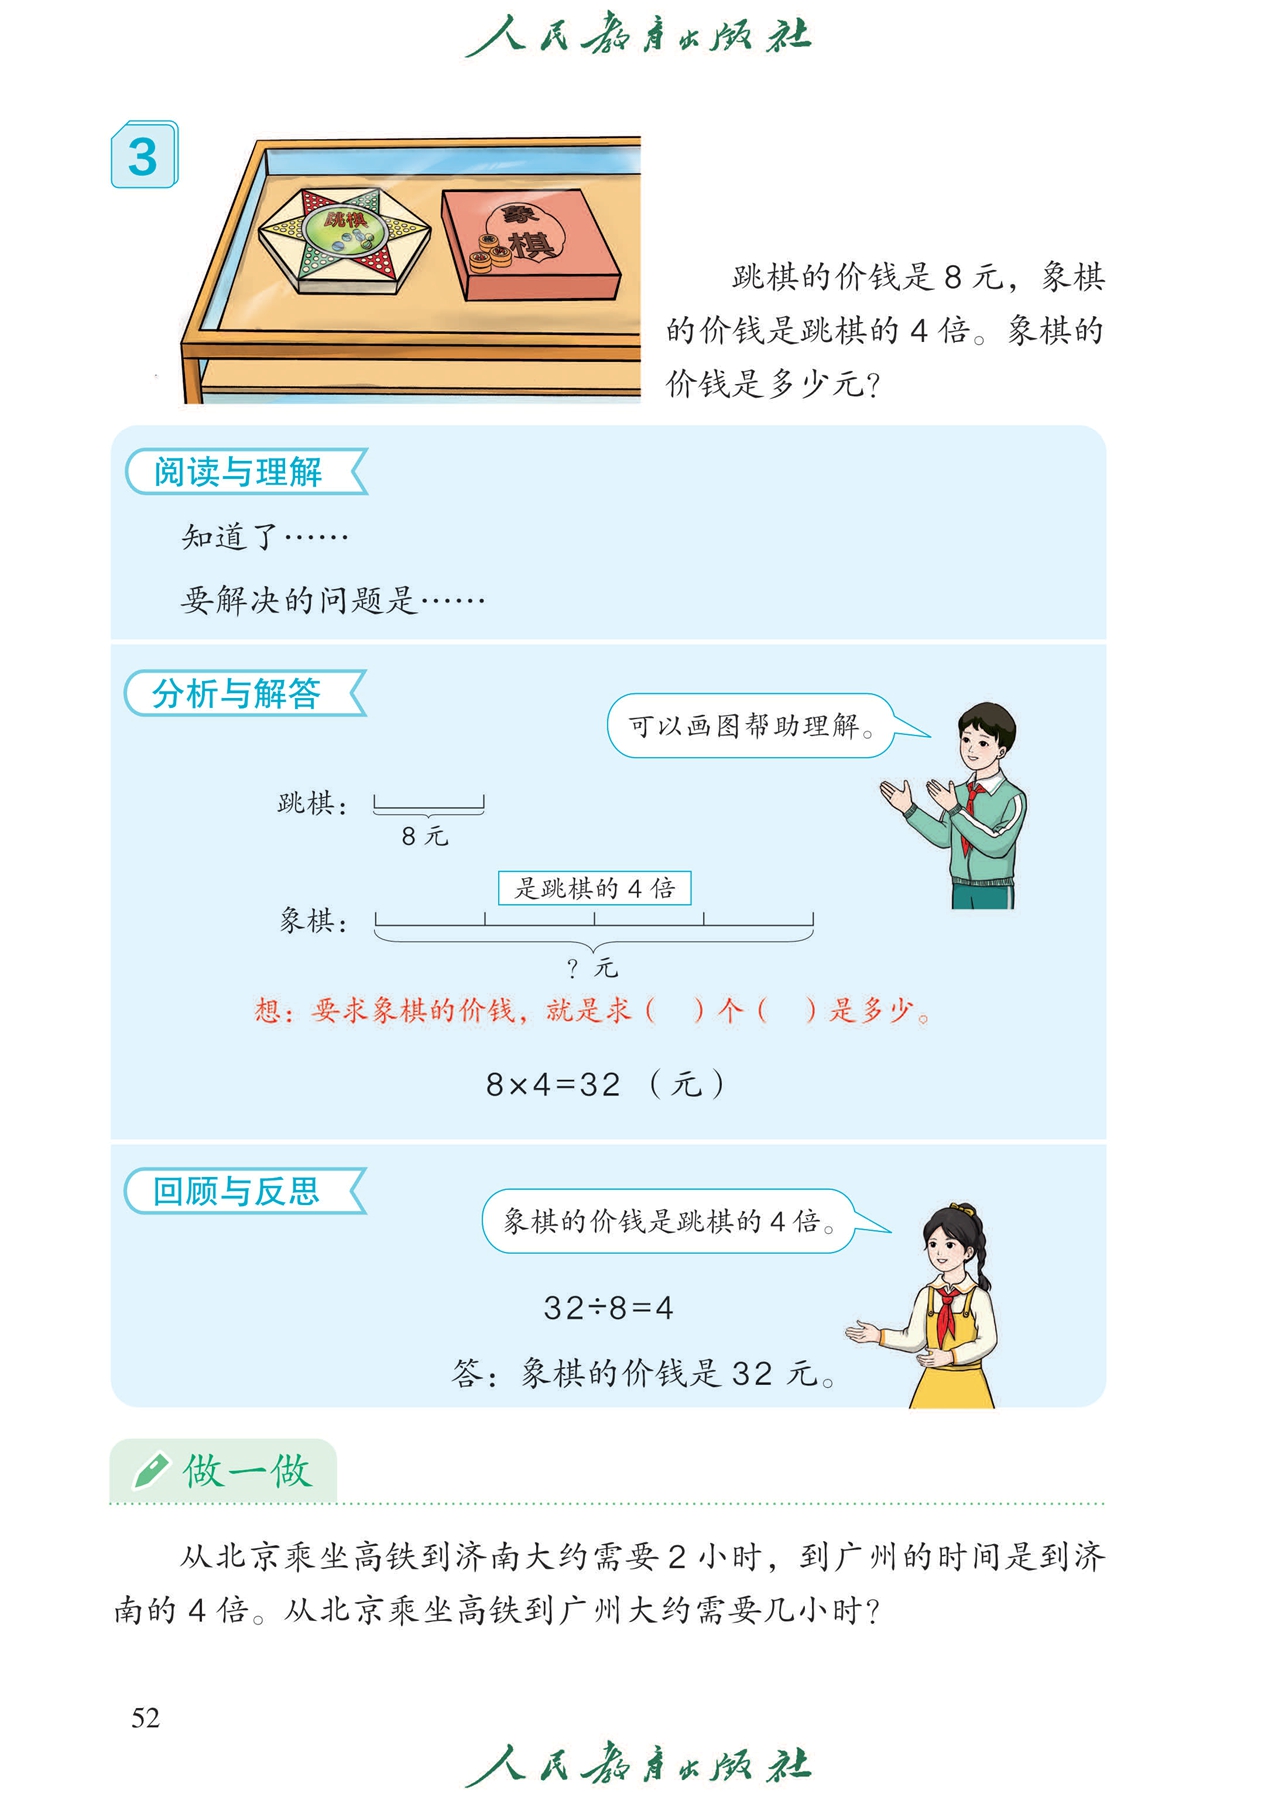 人民教育出版社
3
跳棋
象
棋
跳棋的价钱是8元，象棋
的价钱是跳棋的4倍。象棋的
价钱是多少元？
阅读与理解
知道了……
要解决的问题是……
分析与解答
可以画图帮助理解。
跳棋：
8元
是跳棋的4倍
象棋：
？元
想：要求象棋的价钱，就是求（ ）个（ ）是多少。
8×4=32（元）
回顾与反思
象棋的价钱是跳棋的4倍。
32÷8=4
答：象棋的价钱是32元。
做一做
从北京乘坐高铁到济南大约需要2小时，到广州的时间是到济
南的4倍。从北京乘坐高铁到广州大约需要几小时？
52
人民教育出版社